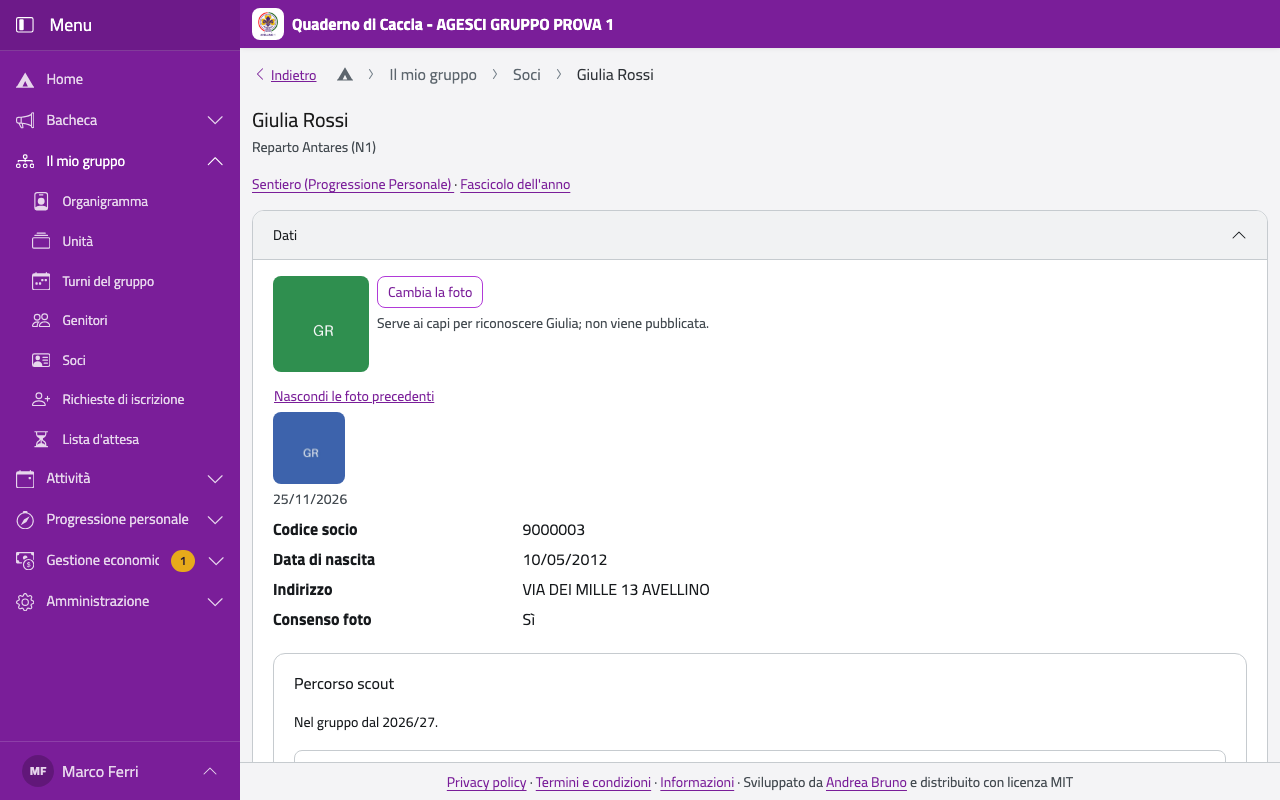 Menu
Quaderno di Caccia - AGESCI GRUPPO PROVA 1
Home
Bacheca
Il mio gruppo
Organigramma
Unità
Turni del gruppo
Genitori
Soci
Richieste di iscrizione
Lista d'attesa
Attività
Progressione personale
Gestione economic 1
Amministrazione
MF Marco Ferri
Indietro Il mio gruppo Soci Giulia Rossi
Giulia Rossi
Reparto Antares (N1)
Sentiero (Progressione Personale) · Fascicolo dell'anno
Dati
GR
Cambia la foto
Serve ai capi per riconoscere Giulia; non viene pubblicata.
Nascondi le foto precedenti
GR
25/11/2026
Codice socio 9000003
Data di nascita 10/05/2012
Indirizzo VIA DEI MILLE 13 AVELLINO
Consenso foto Sì
Percorso scout
Nel gruppo dal 2026/27.
Privacy policy · Termini e condizioni · Informazioni · Sviluppato da Andrea Bruno e distribuito con licenza MIT